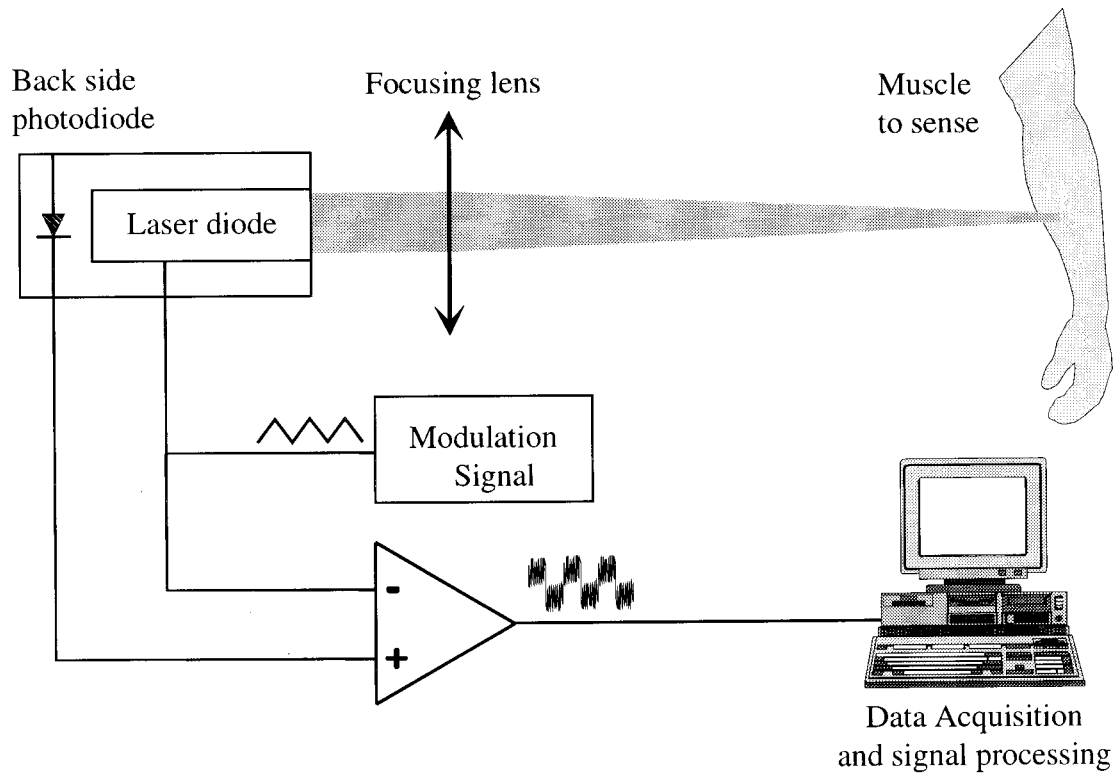 Back side
photodiode
Focusing lens
Muscle
to sense
Laser diode
Modulation
Signal
-
+
Data Acquisition
and signal processing